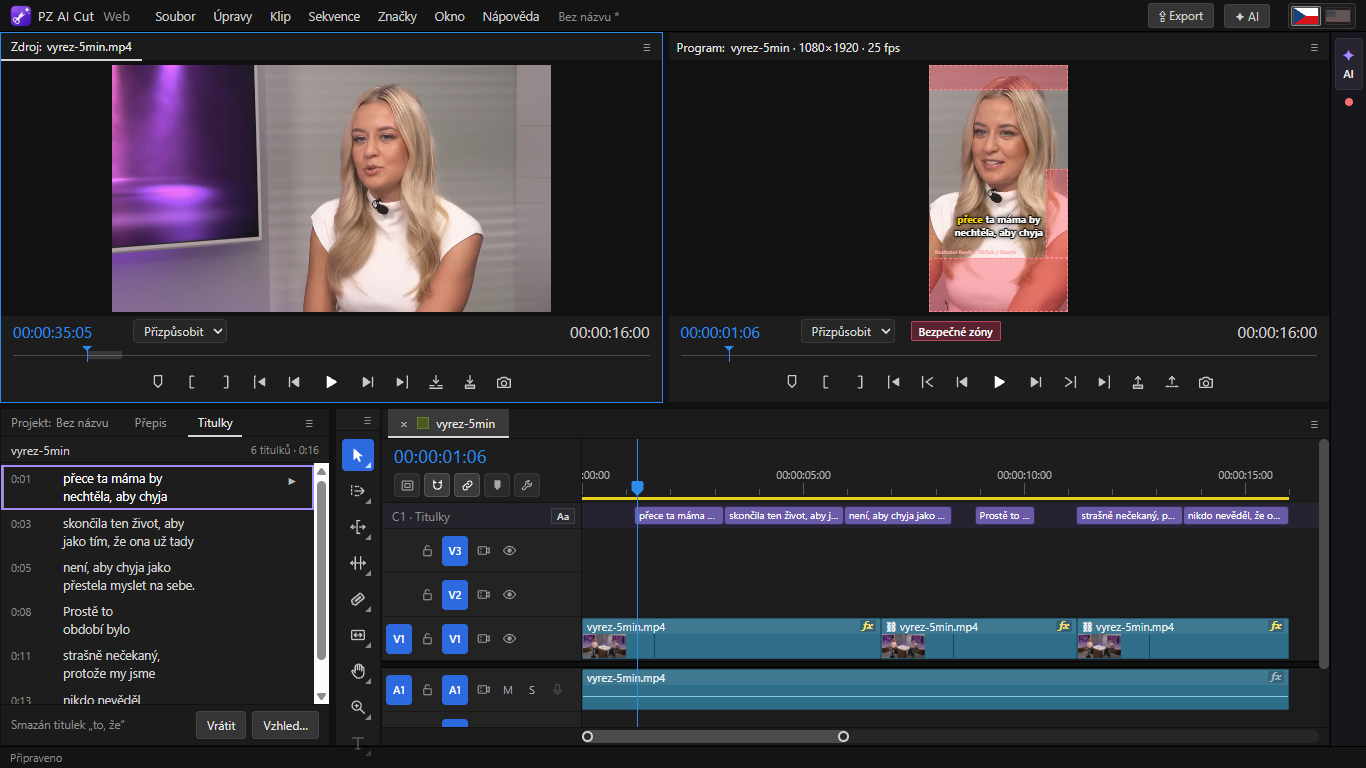 PZ AI Cut Web Soubor Úpravy Klip Sekvence Značky Okno Nápověda Bez názvu * Export AI
Zdroj: vyrez-5min.mp4
Program: vyrez-5min · 1080×1920 · 25 fps
AI
přece ta máma by
nechtěla, aby chyja
00:00:35:05 Přizpůsobit 00:00:16:00
00:00:01:06 Přizpůsobit Bezpečné zóny 00:00:16:00
Projekt: Bez názvu Přepis Titulky
vyrez-5min 6 titulků · 0:16
0:01 přece ta máma by
nechtěla, aby chyja
0:03 skončila ten život, aby
jako tím, že ona už tady
0:05 není, aby chyja jako
přestela myslet na sebe.
0:08 Prostě to
období bylo
0:11 strašně nečekaný,
protože my jsme
0:13 nikdo nevěděl
Smazán titulek „to, že“ Vrátit Vzhled...
vyrez-5min
00:00:01:06
:00:00 00:00:05:00 00:00:10:00 00:00:15:00
C1 · Titulky Aa
přece ta máma ... skončila ten život, aby j... není, aby chyja jako ... Prostě to ... strašně nečekaný, p... nikdo nevěděl, že o...
V3
V2
V1 V1
vyrez-5min.mp4 fx vyrez-5min.mp4 fx vyrez-5min.mp4 fx
A1 A1 M S
vyrez-5min.mp4 fx
Připraveno